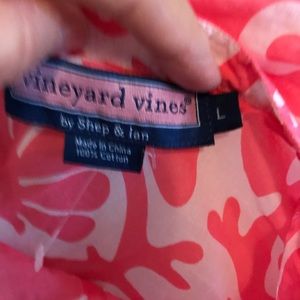 vineyard vines®
by Shep & Ian
L
Made in China
100% Cotton